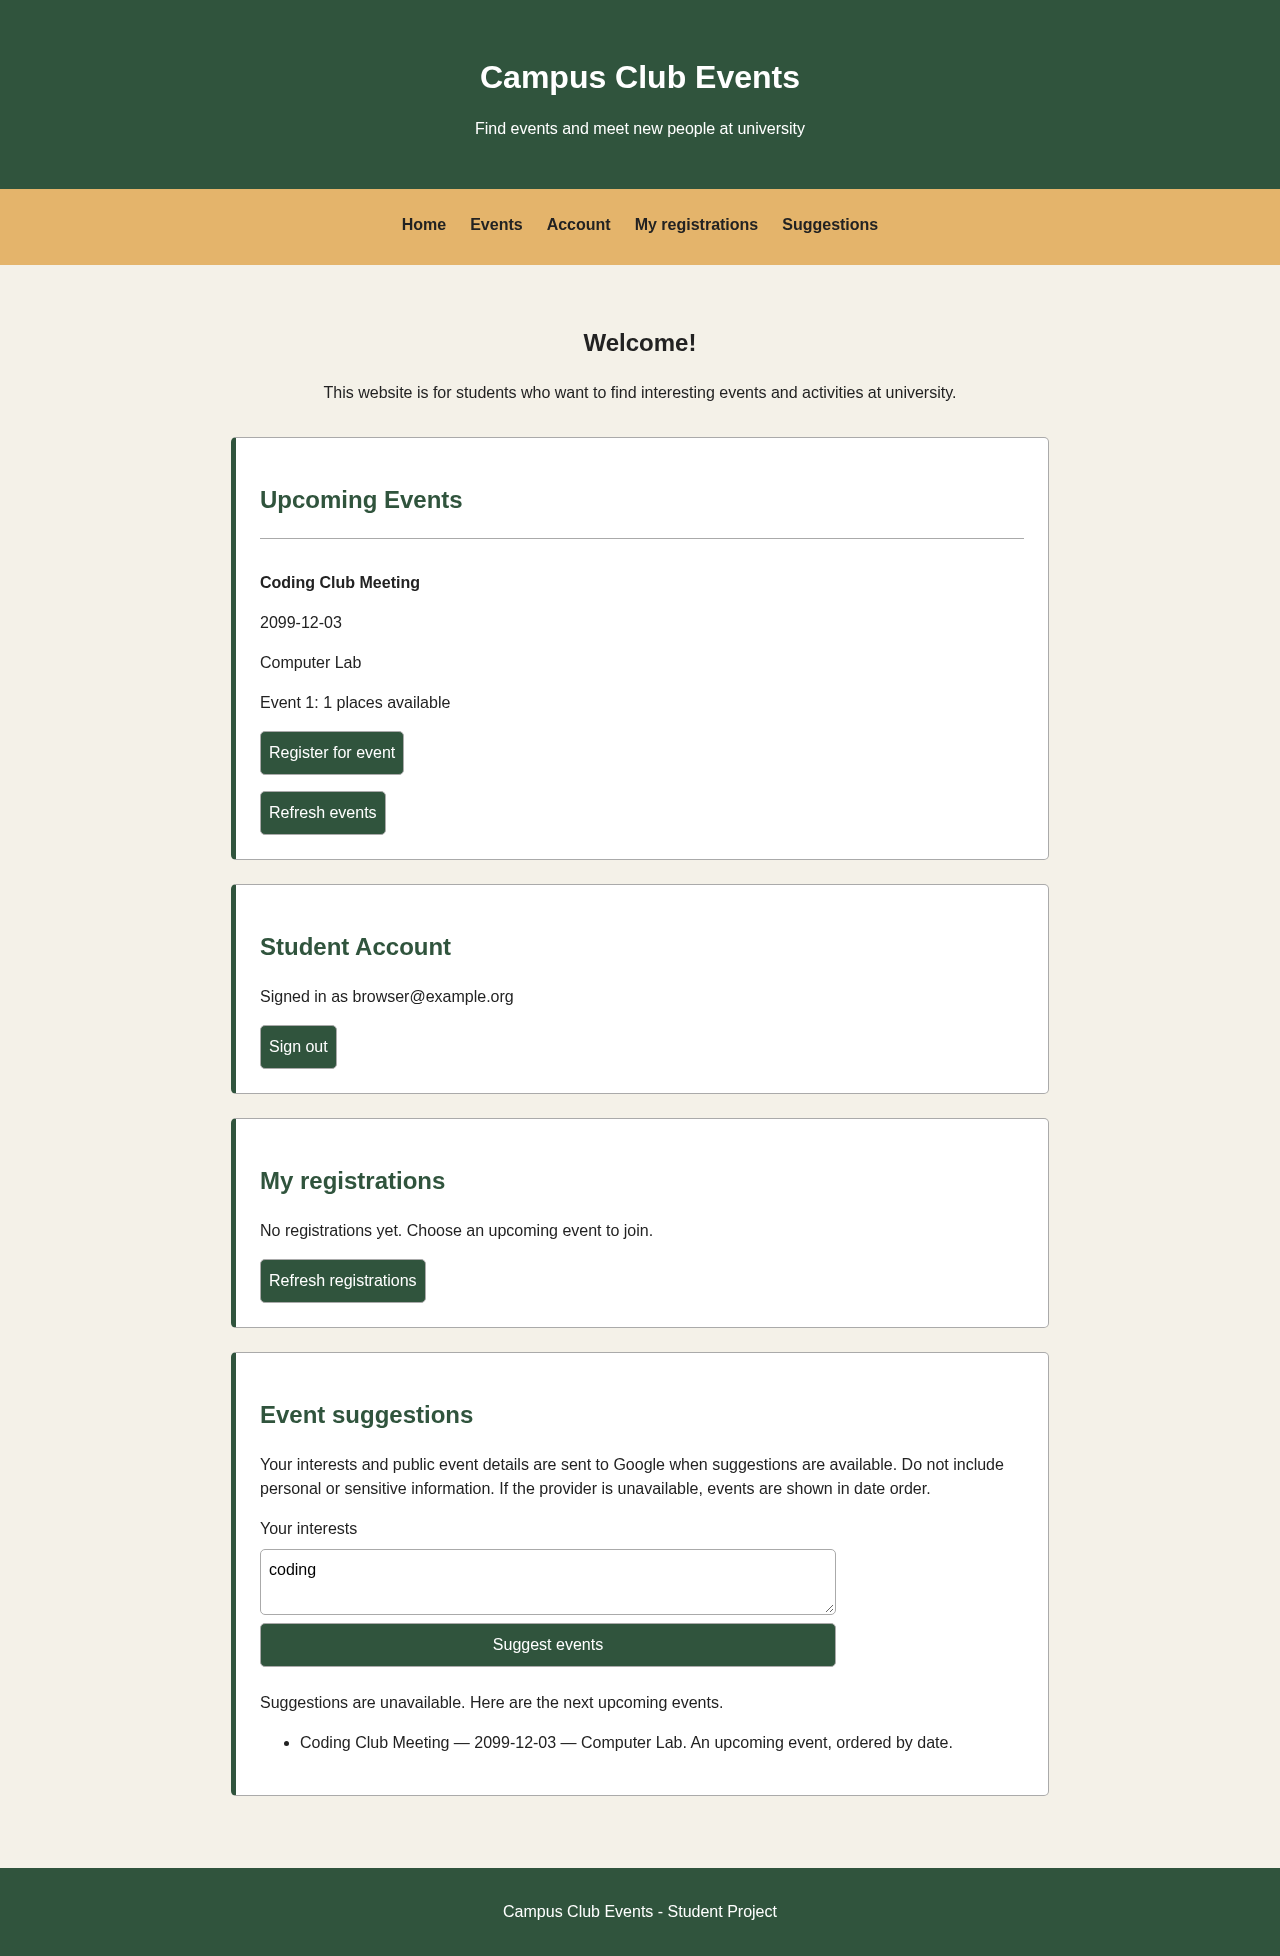 Campus Club Events
Find events and meet new people at university
Home Events Account My registrations Suggestions
Welcome!
This website is for students who want to find interesting events and activities at university.
Upcoming Events
Coding Club Meeting
2099-12-03
Computer Lab
Event 1: 1 places available
Register for event
Refresh events
Student Account
Signed in as browser@example.org
Sign out
My registrations
No registrations yet. Choose an upcoming event to join.
Refresh registrations
Event suggestions
Your interests and public event details are sent to Google when suggestions are available. Do not include
personal or sensitive information. If the provider is unavailable, events are shown in date order.
Your interests
coding
Suggest events
Suggestions are unavailable. Here are the next upcoming events.
• Coding Club Meeting — 2099-12-03 — Computer Lab. An upcoming event, ordered by date.
Campus Club Events - Student Project